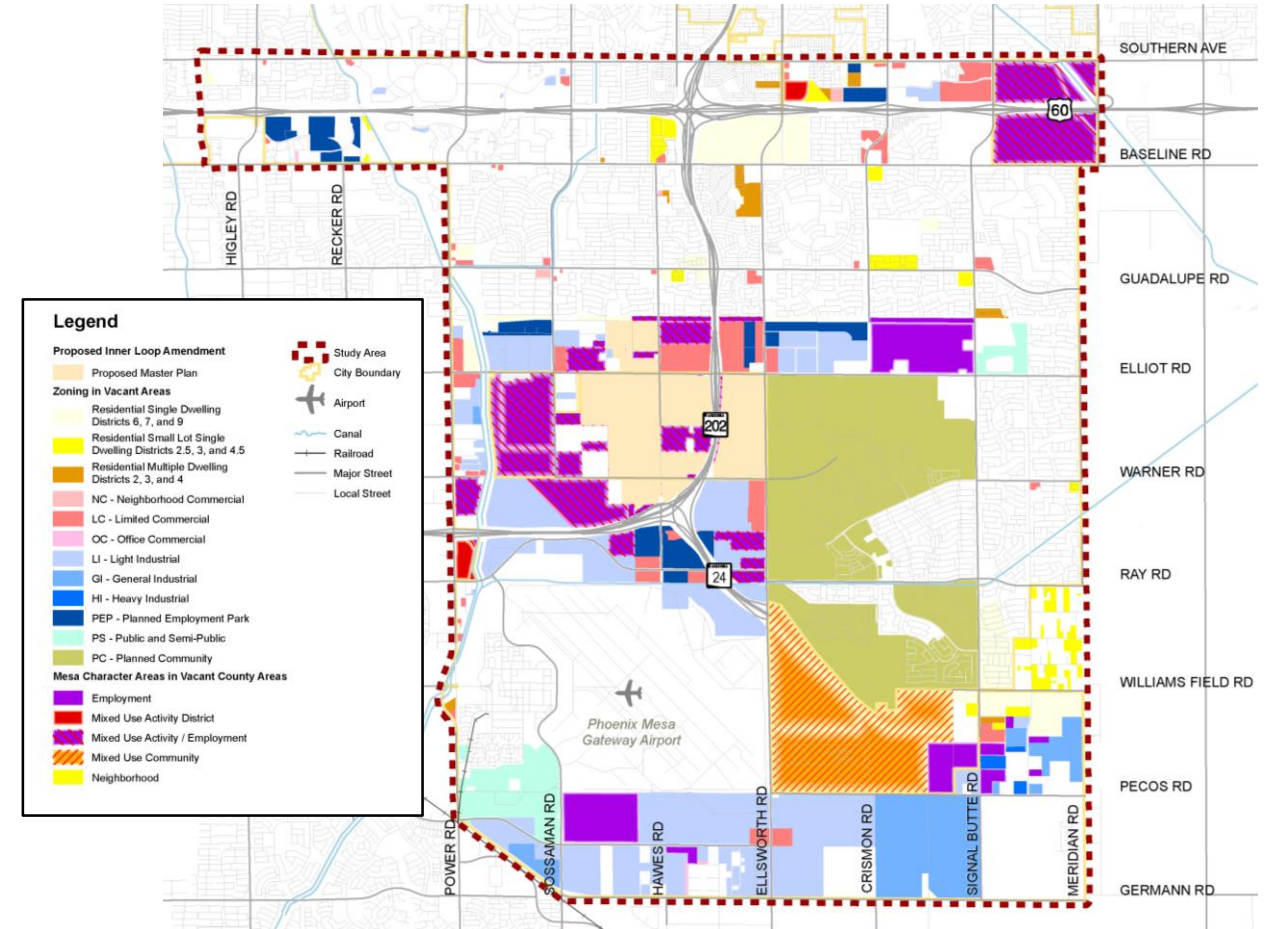 SOUTHERN AVE
60
BASELINE RD
HIGLEY RD
RECKER RD
GUADALUPE RD
ELLIOT RD
202
WARNER RD
RAY RD
24
WILLIAMS FIELD RD
Phoenix Mesa
Gateway Airport
PECOS RD
POWER RD
SOSSAMAN RD
HAWES RD
ELLSWORTH RD
CRISMON RD
SIGNAL BUTTE RD
MERIDIAN RD
GERMANN RD
Legend
Proposed Inner Loop Amendment
Proposed Master Plan
Zoning in Vacant Areas
Residential Single Dwelling
Districts 6, 7, and 9
Residential Small Lot Single
Dwelling Districts 2.5, 3, and 4.5
Residential Multiple Dwelling
Districts 2, 3, and 4
NC - Neighborhood Commercial
LC - Limited Commercial
OC - Office Commercial
LI - Light Industrial
GI - General Industrial
HI - Heavy Industrial
PEP - Planned Employment Park
PS - Public and Semi-Public
PC - Planned Community
Mesa Character Areas in Vacant County Areas
Employment
Mixed Use Activity District
Mixed Use Activity / Employment
Mixed Use Community
Neighborhood
Study Area
City Boundary
Airport
Canal
Railroad
Major Street
Local Street